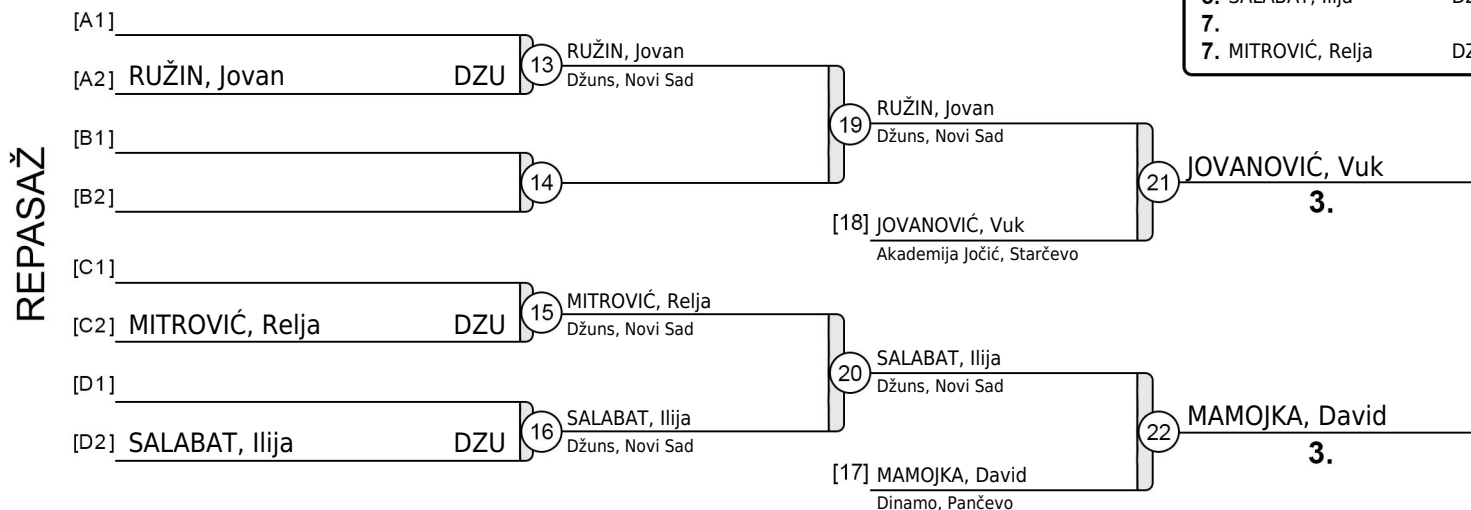 5. SALABAT, Ilija
7.
7. MITROVIĆ, Relja
REPASAŽ
[A1]
[A2] RUŽIN, Jovan DZU
13
RUŽIN, Jovan
Džuns, Novi Sad
[B1]
[B2]
14
19
RUŽIN, Jovan
Džuns, Novi Sad
[18] JOVANOVIĆ, Vuk
Akademija Jočić, Starčevo
21
JOVANOVIĆ, Vuk
3.
[C1]
[C2] MITROVIĆ, Relja DZU
15
MITROVIĆ, Relja
Džuns, Novi Sad
[D1]
[D2] SALABAT, Ilija DZU
16
SALABAT, Ilija
Džuns, Novi Sad
20
SALABAT, Ilija
Džuns, Novi Sad
[17] MAMOJKA, David
Dinamo, Pančevo
22
MAMOJKA, David
3.